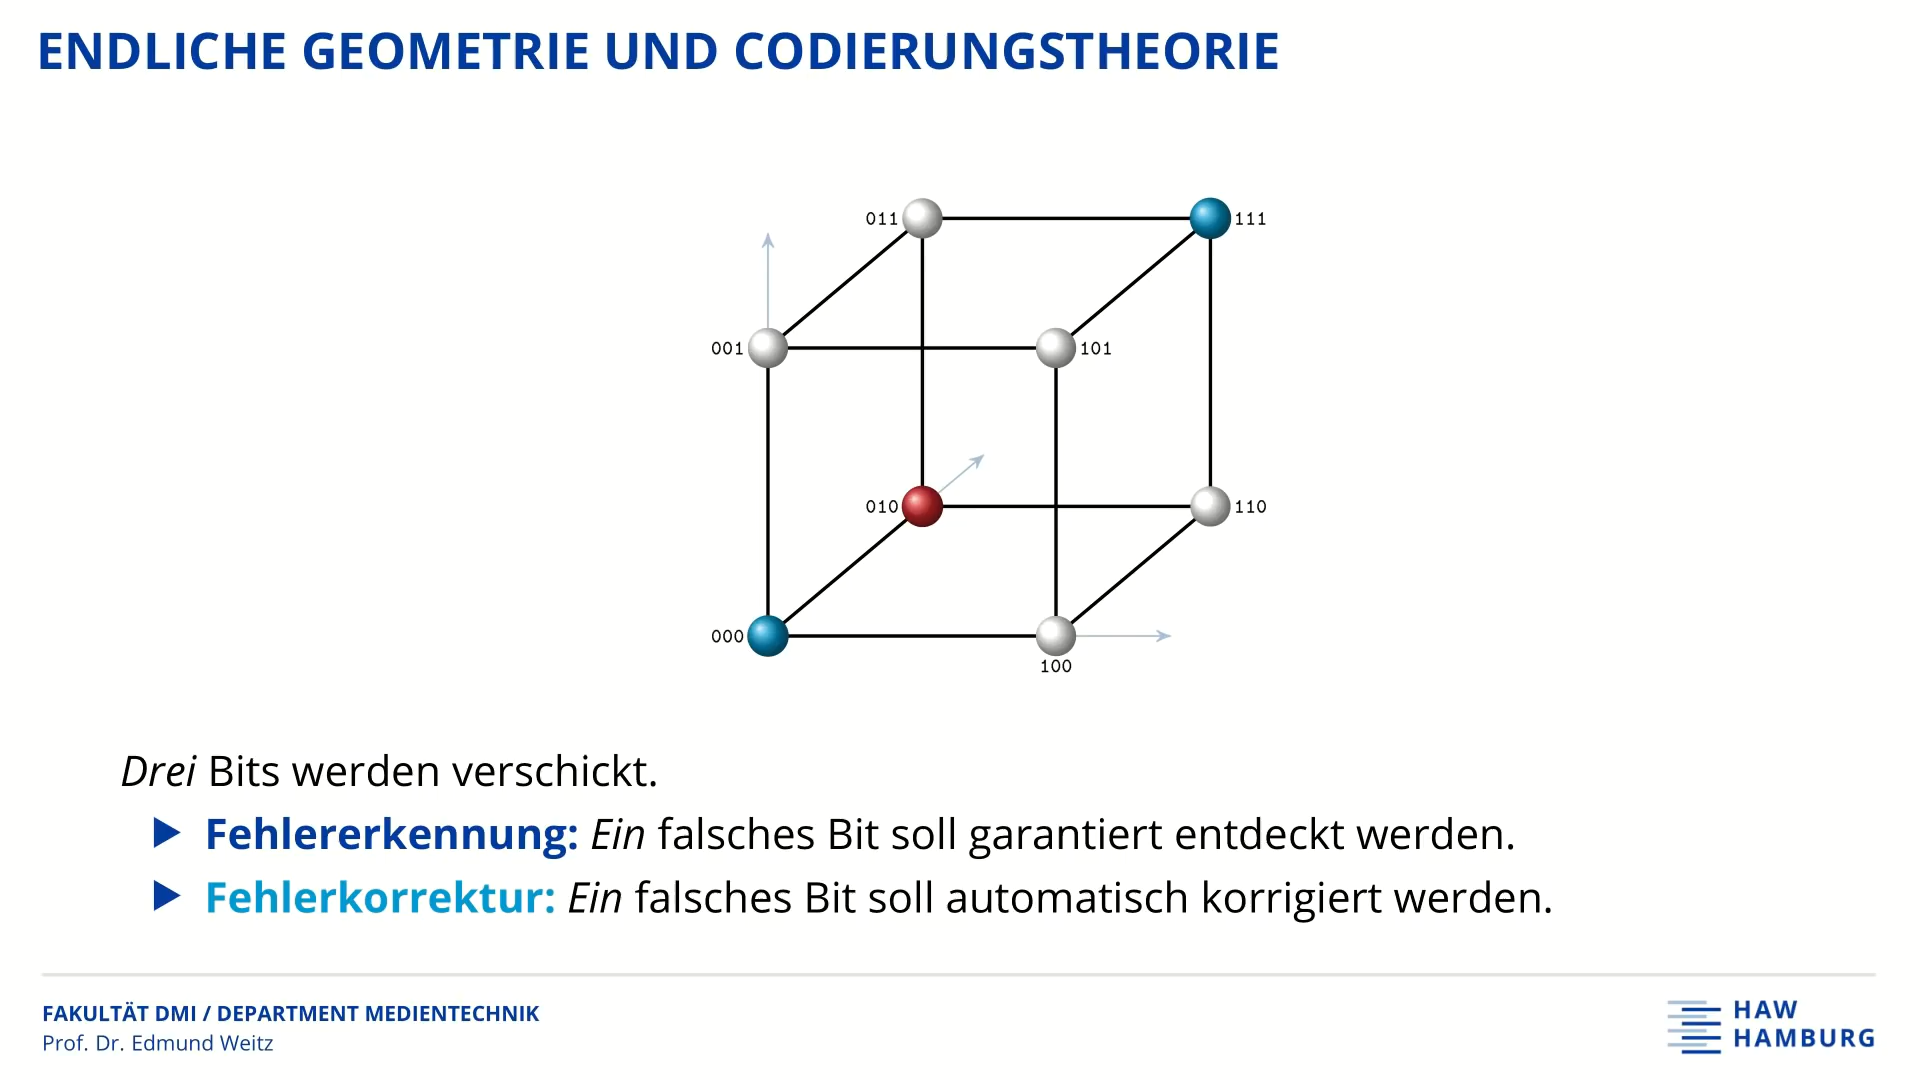 ENDLICHE GEOMETRIE UND CODIERUNGSTHEORIE
011
111
001
101
010
110
000
100
Drei Bits werden verschickt.
Fehlererkennung: Ein falsches Bit soll garantiert entdeckt werden.
Fehlerkorrektur: Ein falsches Bit soll automatisch korrigiert werden.
FAKULTÄT DMI / DEPARTMENT MEDIENTECHNIK
Prof. Dr. Edmund Weitz
HAW
HAMBURG